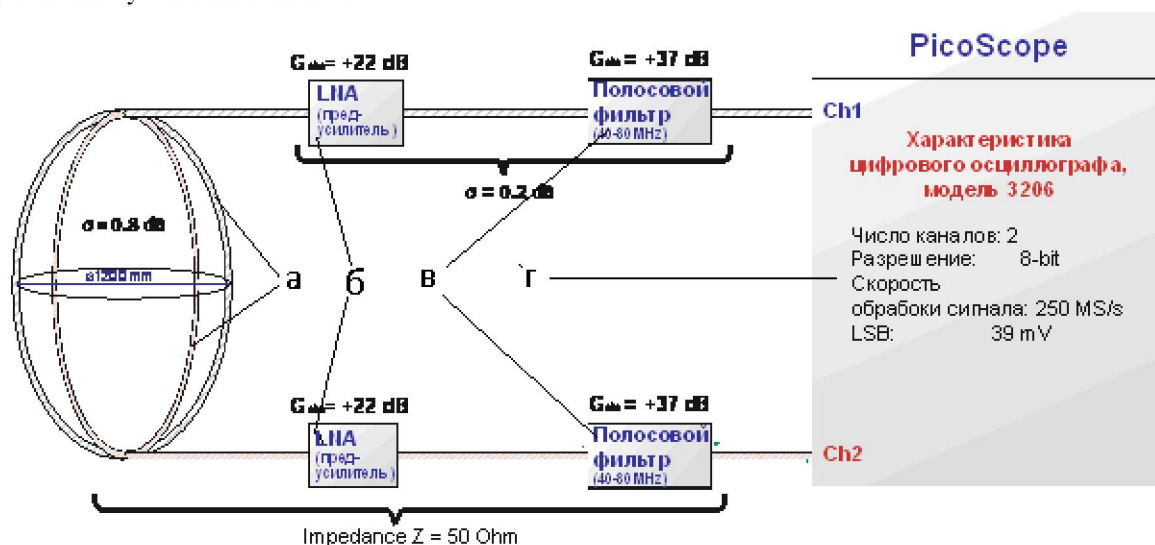 PicoScope
G = +22 dB
G = +37 dB
LNA
(пред-
усилитель)
Полосовой
фильтр
(40-80 MHz)
Ch1
Характеристика
цифрового осциллографа,
модель 3206
σ = 0.2 dB
σ = 0.8 dB
Число каналов: 2
Разрешение: 8-bit
Скорость
обрабоки сигнала: 250 MS/s
LSB: 39 mV
а
б
в
г
G = +22 dB
G = +37 dB
LNA
(пред-
усилитель)
Полосовой
фильтр
(40-80 MHz)
Ch2
Impedance Z = 50 Ohm